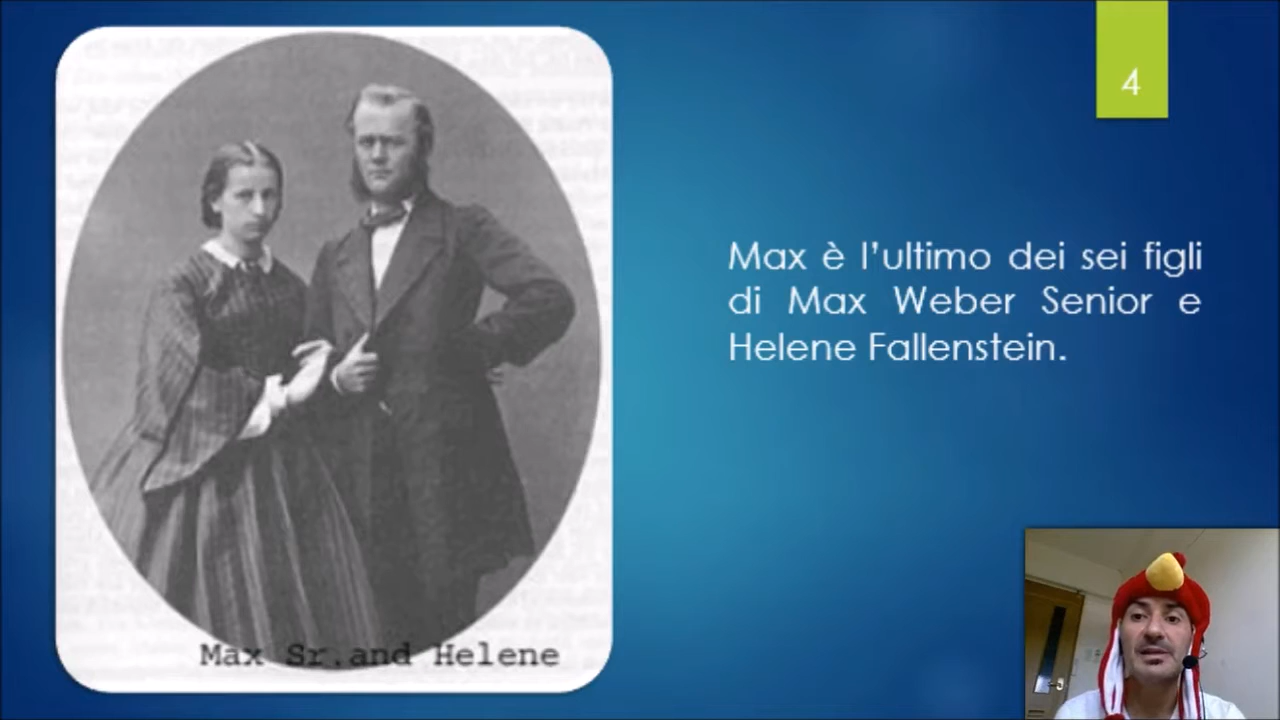 4
Max è l’ultimo dei sei figli
di Max Weber Senior e
Helene Fallenstein.
Max Sr.and Helene